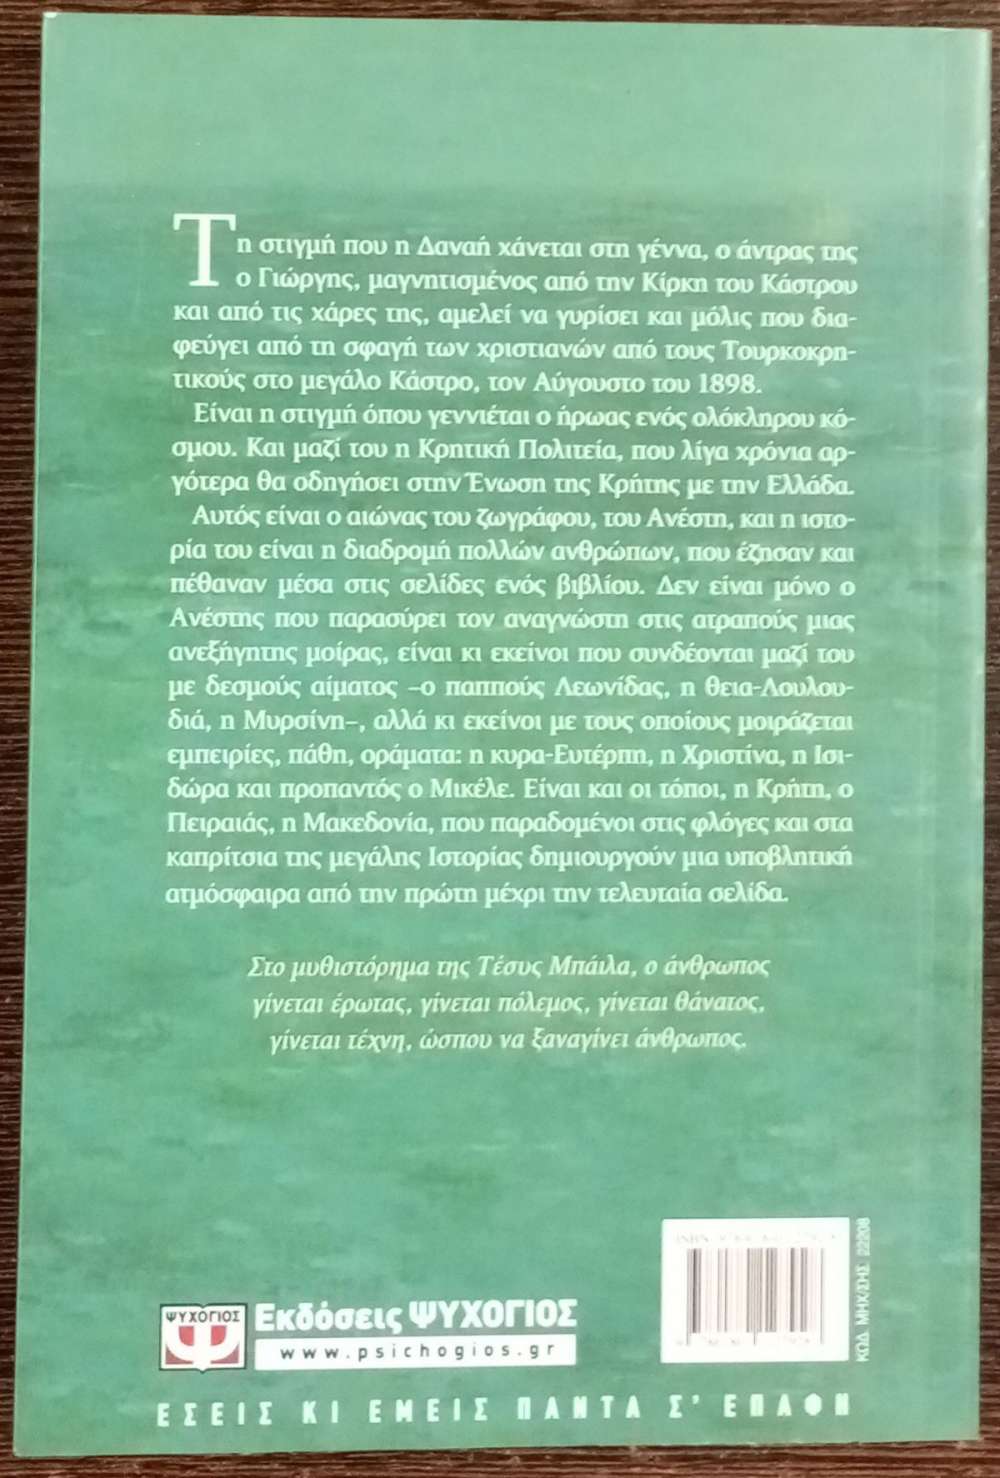 Τη στιγμή που η Δαναή χάνεται στη γέννα, ο άντρας της
ο Γιώργης, μαγνητισμένος από την Κίρκη του Κάστρου
και από τις χάρες της, αμελεί να γυρίσει και μόλις που δια-
φεύγει από τη σφαγή των χριστιανών από τους Τουρκοκρη-
τικούς στο μεγάλο Κάστρο, τον Αύγουστο του 1898.
Είναι η στιγμή όπου γεννιέται ο ήρωας ενός ολόκληρου κό-
σμου. Και μαζί του η Κρητική Πολιτεία, που λίγα χρόνια αρ-
γότερα θα οδηγήσει στην Ένωση της Κρήτης με την Ελλάδα.
Αυτός είναι ο αιώνας του ζωγράφου, του Ανέστη, και η ιστο-
ρία του είναι η διαδρομή πολλών ανθρώπων, που έζησαν και
πέθαναν μέσα στις σελίδες ενός βιβλίου. Δεν είναι μόνο ο
Ανέστης που παρασύρει τον αναγνώστη στις ατραπούς μιας
ανεξήγητης μοίρας, είναι κι εκείνοι που συνδέονται μαζί του
με δεσμούς αίματος –ο παππούς Λεωνίδας, η θεια-Λουλου-
διά, η Μυρσίνη–, αλλά κι εκείνοι με τους οποίους μοιράζεται
εμπειρίες, πάθη, οράματα: η κυρα-Ευτέρπη, η Χριστίνα, η Ισι-
δώρα και προπαντός ο Μικέλε. Είναι και οι τόποι, η Κρήτη, ο
Πειραιάς, η Μακεδονία, που παραδομένοι στις φλόγες και στα
καπρίτσια της μεγάλης Ιστορίας δημιουργούν μια υποβλητική
ατμόσφαιρα από την πρώτη μέχρι την τελευταία σελίδα.
Στο μυθιστόρημα της Τέσυς Μπάιλα, ο άνθρωπος
γίνεται έρωτας, γίνεται πόλεμος, γίνεται θάνατος,
γίνεται τέχνη, ώσπου να ξαναγίνει άνθρωπος.
ISBN
ΚΩΔ. ΜΗΧ/ΣΗΣ 22208
ΨΥΧΟΓΙΟΣ
Εκδόσεις ΨΥΧΟΓΙΟΣ
www.psichogios.gr
ΕΣΕΙΣ ΚΙ ΕΜΕΙΣ ΠΑΝΤΑ Σ' ΕΠΑΦΗ